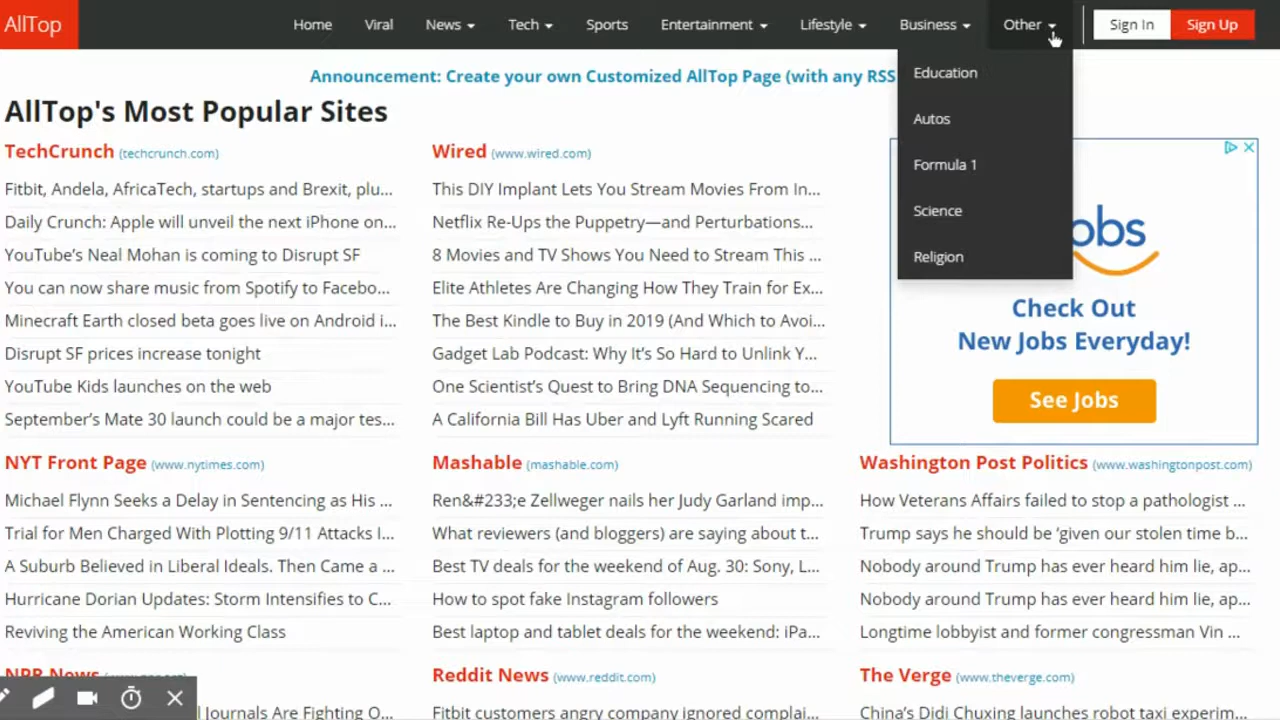 AllTop
Home
Viral
News
Tech
Sports
Entertainment
Lifestyle
Business
Other
Sign In
Sign Up
Education
Autos
Formula 1
Science
Religion
Announcement: Create your own Customized AllTop Page (with any RSS
AllTop's Most Popular Sites
TechCrunch (techcrunch.com)
Fitbit, Andela, AfricaTech, startups and Brexit, plu...
Daily Crunch: Apple will unveil the next iPhone on...
YouTube's Neal Mohan is coming to Disrupt SF
You can now share music from Spotify to Facebo...
Minecraft Earth closed beta goes live on Android i...
Disrupt SF prices increase tonight
YouTube Kids launches on the web
September's Mate 30 launch could be a major tes...
Wired (www.wired.com)
This DIY Implant Lets You Stream Movies From In...
Netflix Re-Ups the Puppetry—and Perturbations...
8 Movies and TV Shows You Need to Stream This ...
Elite Athletes Are Changing How They Train for Ex...
The Best Kindle to Buy in 2019 (And Which to Avoi...
Gadget Lab Podcast: Why It's So Hard to Unlink Y...
One Scientist's Quest to Bring DNA Sequencing to...
A California Bill Has Uber and Lyft Running Scared
obs
Check Out
New Jobs Everyday!
See Jobs
NYT Front Page (www.nytimes.com)
Michael Flynn Seeks a Delay in Sentencing as His ...
Trial for Men Charged With Plotting 9/11 Attacks I...
A Suburb Believed in Liberal Ideals. Then Came a ...
Hurricane Dorian Updates: Storm Intensifies to C...
Reviving the American Working Class
Mashable (mashable.com)
Ren&#233;e Zellweger nails her Judy Garland imp...
What reviewers (and bloggers) are saying about t...
Best TV deals for the weekend of Aug. 30: Sony, L...
How to spot fake Instagram followers
Best laptop and tablet deals for the weekend: iPa...
Washington Post Politics (www.washingtonpost.com)
How Veterans Affairs failed to stop a pathologist ...
Trump says he should be 'given our stolen time b...
Nobody around Trump has ever heard him lie, ap...
Nobody around Trump has ever heard him lie, ap...
Longtime lobbyist and former congressman Vin ...
NPR News
Journals Are Fighting O...
Reddit News (www.reddit.com)
Fitbit customers angry company ignored complai...
The Verge (www.theverge.com)
China's Didi Chuxing launches robot taxi experim...